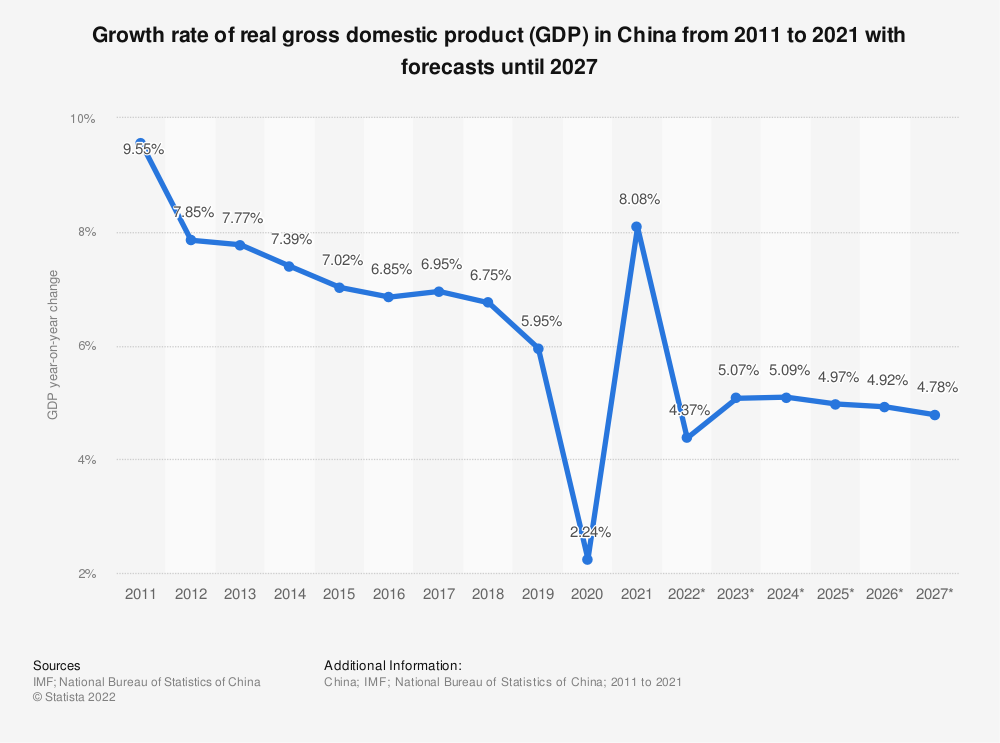 Growth rate of real gross domestic product (GDP) in China from 2011 to 2021 with
forecasts until 2027
GDP year-on-year change
10%
8%
6%
4%
2%
9.55%
7.85%
7.77%
7.39%
7.02%
6.85%
6.95%
6.75%
5.95%
2.24%
8.08%
4.37%
5.07%
5.09%
4.97%
4.92%
4.78%
2011 2012 2013 2014 2015 2016 2017 2018 2019 2020 2021 2022* 2023* 2024* 2025* 2026* 2027*
Sources
IMF; National Bureau of Statistics of China
© Statista 2022
Additional Information:
China; IMF; National Bureau of Statistics of China; 2011 to 2021